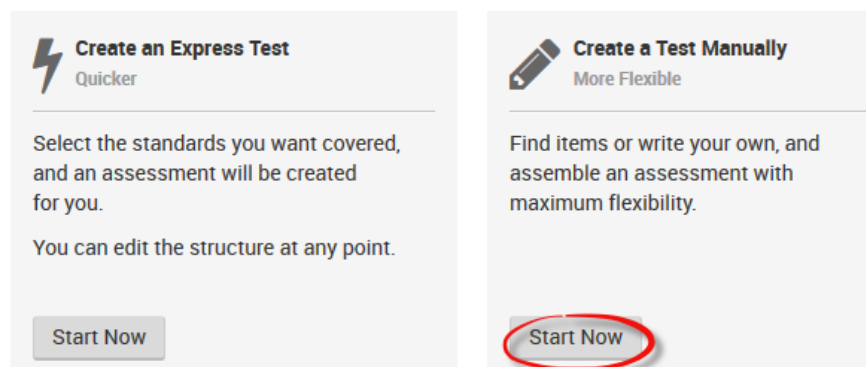 Create an Express Test
Quicker
Select the standards you want covered,
and an assessment will be created
for you.
You can edit the structure at any point.
Start Now
Create a Test Manually
More Flexible
Find items or write your own, and
assemble an assessment with
maximum flexibility.
Start Now